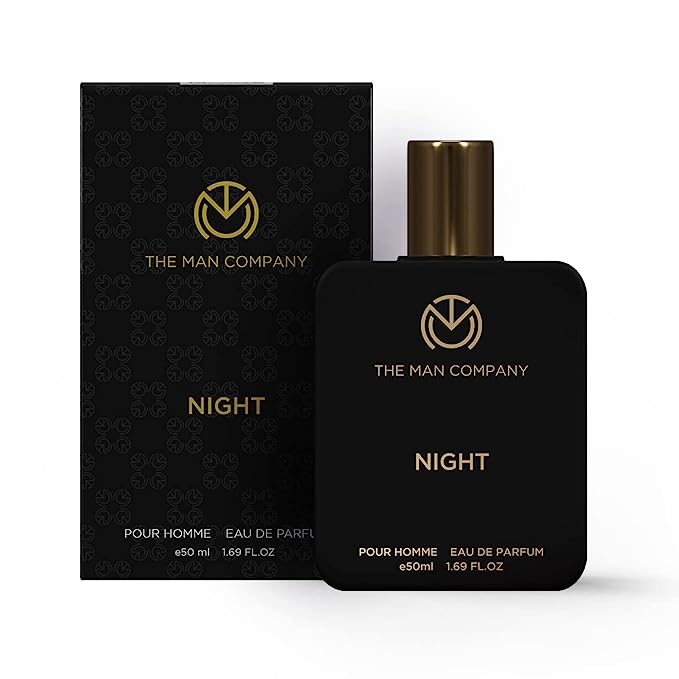 THE MAN COMPANY
NIGHT
POUR HOMME EAU DE PARFU
e50 ml 1.69 FL.OZ
THE MAN COMPANY
NIGHT
POUR HOMME EAU DE PARFUM
e50ml 1.69 FL.OZ